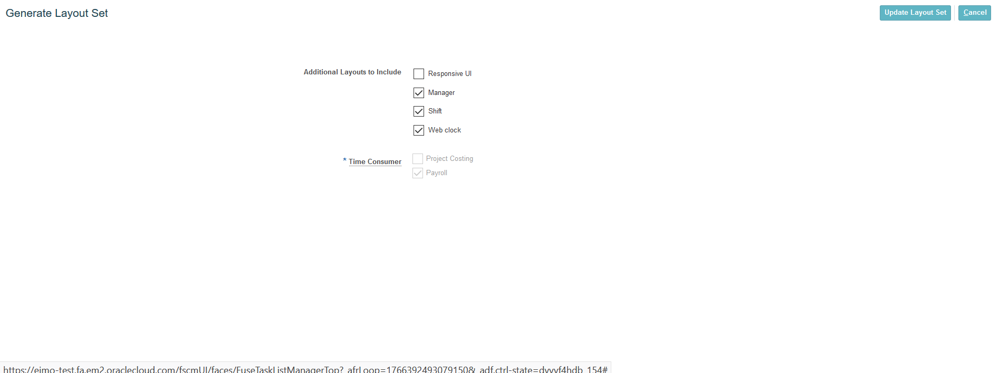 Generate Layout Set
Update Layout Set
Cancel
Additional Layouts to Include
Responsive UI
Manager
Shift
Web clock
* Time Consumer
Project Costing
Payroll
https://eimo-test.fa.em2.oraclecloud.com/fscmUI/faces/FuseTaskListManagerTop?_afrLoop=1766392493079150&_adf.ctrl-state=dvvvf4hdb_154#